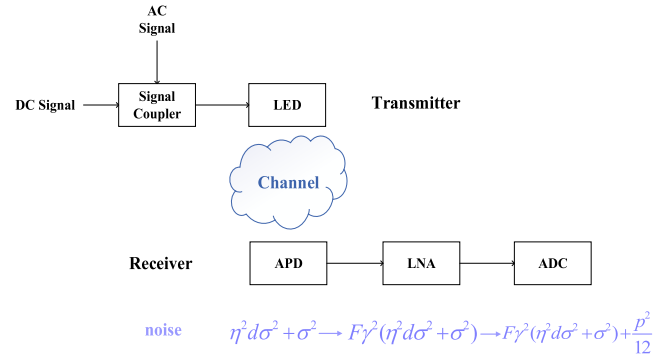 AC
Signal
DC Signal
Signal
Coupler
LED
Transmitter
Channel
Receiver
APD
LNA
ADC
noise
η²dσ²+σ² → Fγ²(η²dσ²+σ²) → Fγ²(η²dσ²+σ²)+p²/12